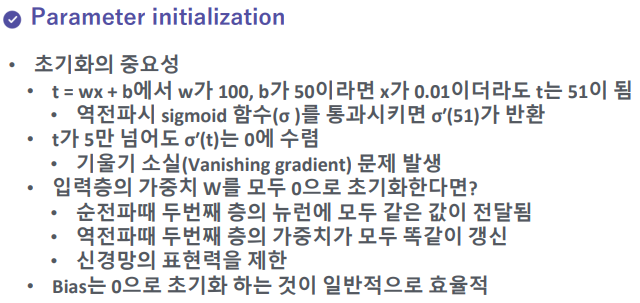 Parameter initialization
• 초기화의 중요성
• t = wx + b에서 w가 100, b가 50이라면 x가 0.01이더라도 t는 51이 됨
• 역전파시 sigmoid 함수(σ )를 통과시키면 σ’(51)가 반환
• t가 5만 넘어도 σ’(t)는 0에 수렴
• 기울기 소실(Vanishing gradient) 문제 발생
• 입력층의 가중치 W를 모두 0으로 초기화한다면?
• 순전파때 두번째 층의 뉴런에 모두 같은 값이 전달됨
• 역전파때 두번째 층의 가중치가 모두 똑같이 갱신
• 신경망의 표현력을 제한
• Bias는 0으로 초기화 하는 것이 일반적으로 효율적